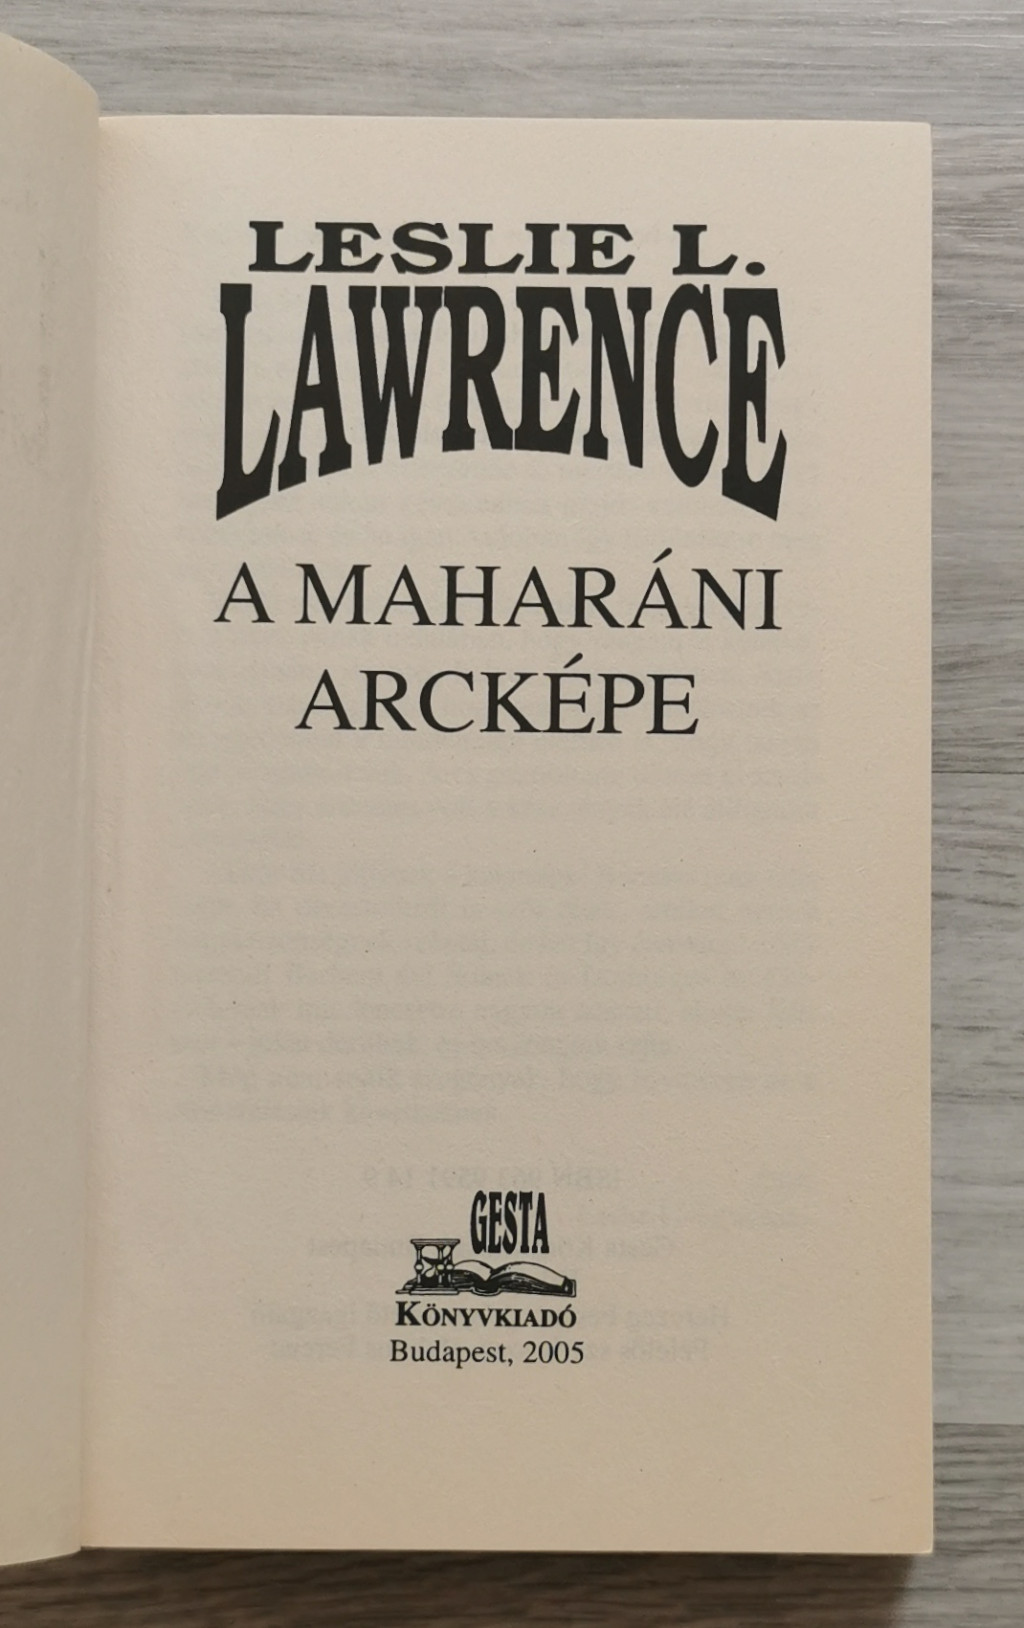 LESLIE L.
LAWRENCE
A MAHARÁNI
ARCKÉPE
GESTA
KÖNYVKIADÓ
Budapest, 2005